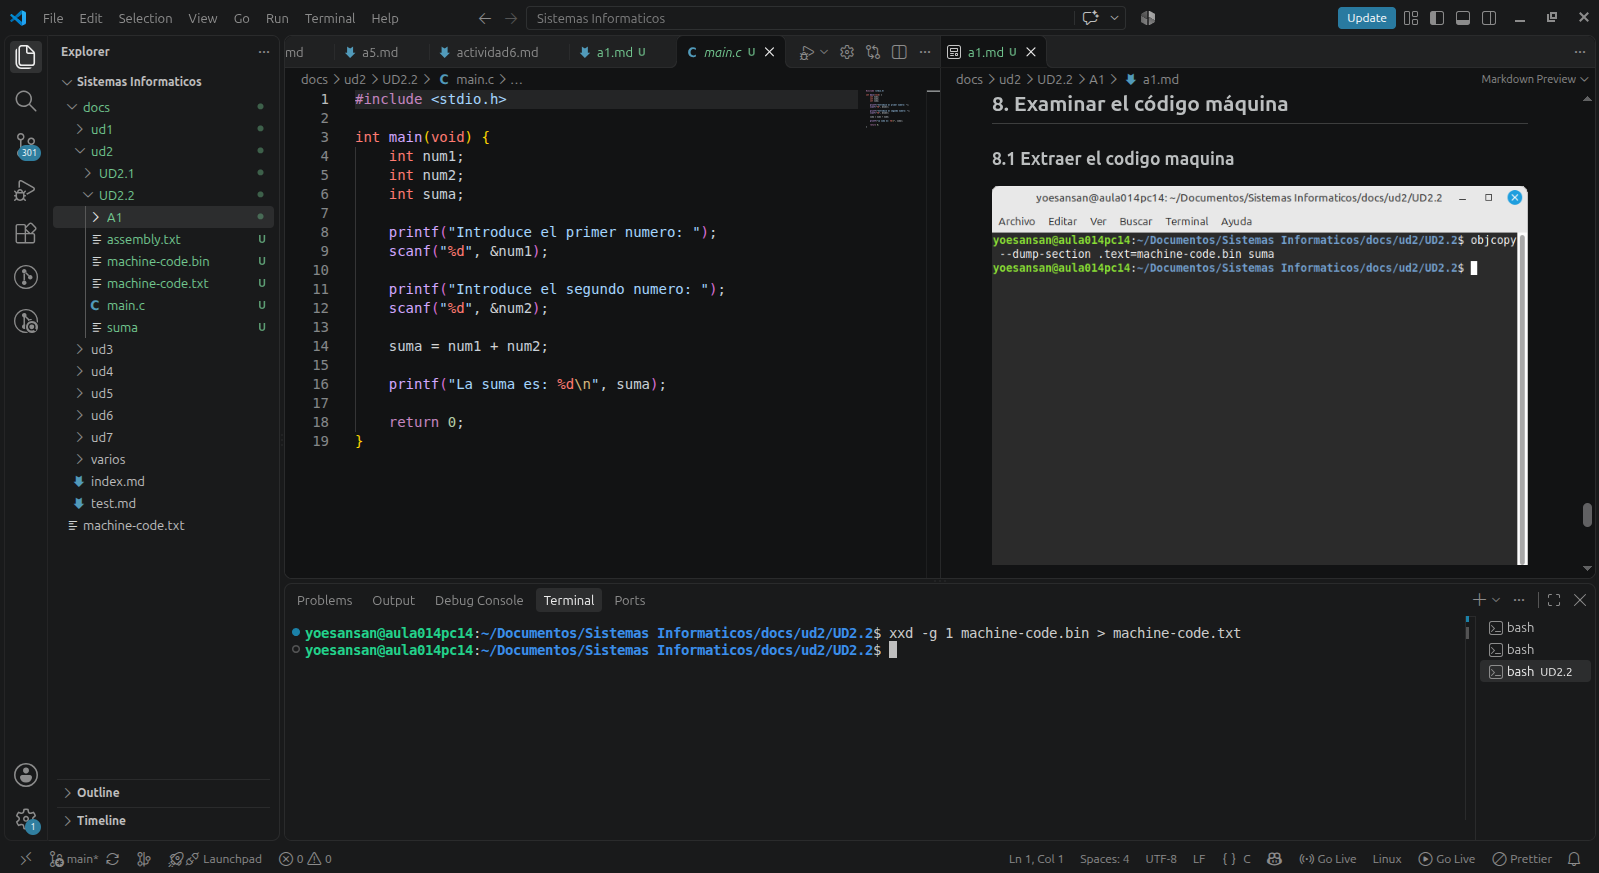 File Edit Selection View Go Run Terminal Help
Sistemas Informaticos
Update
Explorer
Sistemas Informaticos
docs
ud1
ud2
UD2.1
UD2.2
A1
assembly.txt U
machine-code.bin U
machine-code.txt U
main.c U
suma U
ud3
ud4
ud5
ud6
ud7
varios
index.md
test.md
machine-code.txt
Outline
Timeline
301
1
md a5.md actividad6.md a1.md U C main.c U
docs > ud2 > UD2.2 > C main.c > ...
1 #include <stdio.h>
2
3 int main(void) {
4 int num1;
5 int num2;
6 int suma;
7
8 printf("Introduce el primer numero: ");
9 scanf("%d", &num1);
10
11 printf("Introduce el segundo numero: ");
12 scanf("%d", &num2);
13
14 suma = num1 + num2;
15
16 printf("La suma es: %d\n", suma);
17
18 return 0;
19 }
a1.md U
docs > ud2 > UD2.2 > A1 > a1.md
Markdown Preview
8. Examinar el código máquina
8.1 Extraer el codigo maquina
yoesansan@aula014pc14: ~/Documentos/Sistemas Informaticos/docs/ud2/UD2.2
Archivo Editar Ver Buscar Terminal Ayuda
yoesansan@aula014pc14:~/Documentos/Sistemas Informaticos/docs/ud2/UD2.2$ objcopy
--dump-section .text=machine-code.bin suma
yoesansan@aula014pc14:~/Documentos/Sistemas Informaticos/docs/ud2/UD2.2$
Problems Output Debug Console Terminal Ports
yoesansan@aula014pc14:~/Documentos/Sistemas Informaticos/docs/ud2/UD2.2$ xxd -g 1 machine-code.bin > machine-code.txt
yoesansan@aula014pc14:~/Documentos/Sistemas Informaticos/docs/ud2/UD2.2$
bash
bash
bash UD2.2
main* Launchpad 0 0 Ln 1, Col 1 Spaces: 4 UTF-8 LF { } C Go Live Linux Go Live Prettier